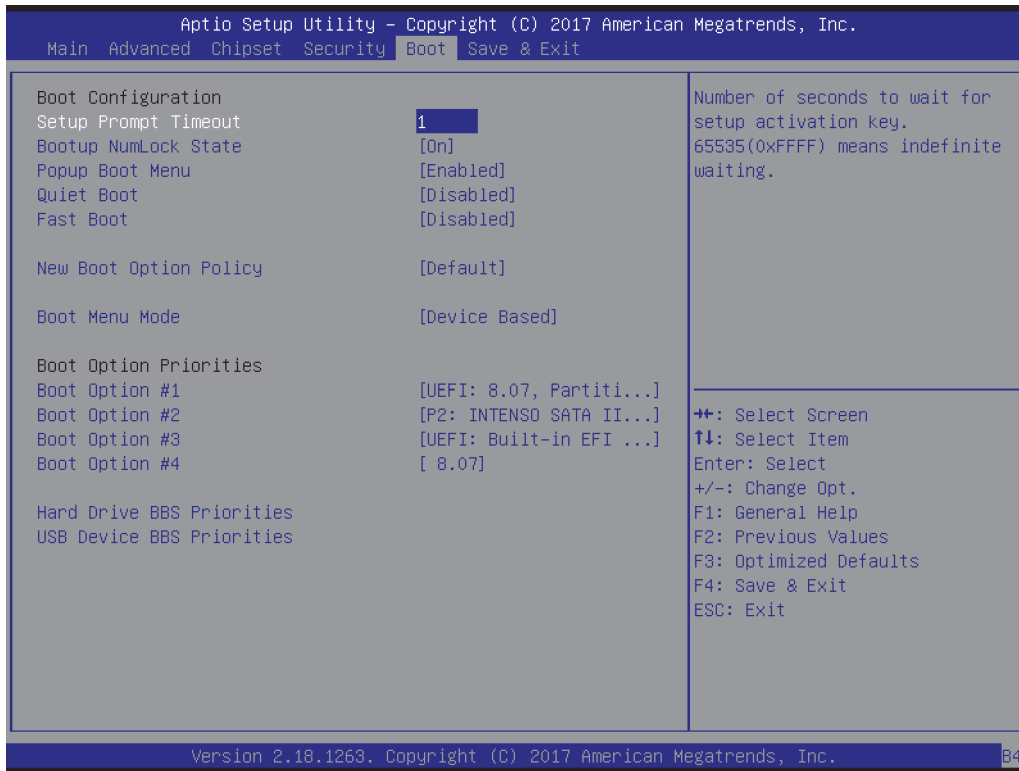 Aptio Setup Utility – Copyright (C) 2017 American Megatrends, Inc.
Main Advanced Chipset Security Boot Save & Exit
Boot Configuration
Setup Prompt Timeout 1
Bootup NumLock State [On]
Popup Boot Menu [Enabled]
Quiet Boot [Disabled]
Fast Boot [Disabled]
New Boot Option Policy [Default]
Boot Menu Mode [Device Based]
Boot Option Priorities
Boot Option #1 [UEFI: 8.07, Partiti...]
Boot Option #2 [P2: INTENSO SATA II...]
Boot Option #3 [UEFI: Built-in EFI ...]
Boot Option #4 [ 8.07]
Hard Drive BBS Priorities
USB Device BBS Priorities
Number of seconds to wait for
setup activation key.
65535(0xFFFF) means indefinite
waiting.
→←: Select Screen
↑↓: Select Item
Enter: Select
+/-: Change Opt.
F1: General Help
F2: Previous Values
F3: Optimized Defaults
F4: Save & Exit
ESC: Exit
Version 2.18.1263. Copyright (C) 2017 American Megatrends, Inc.
B4